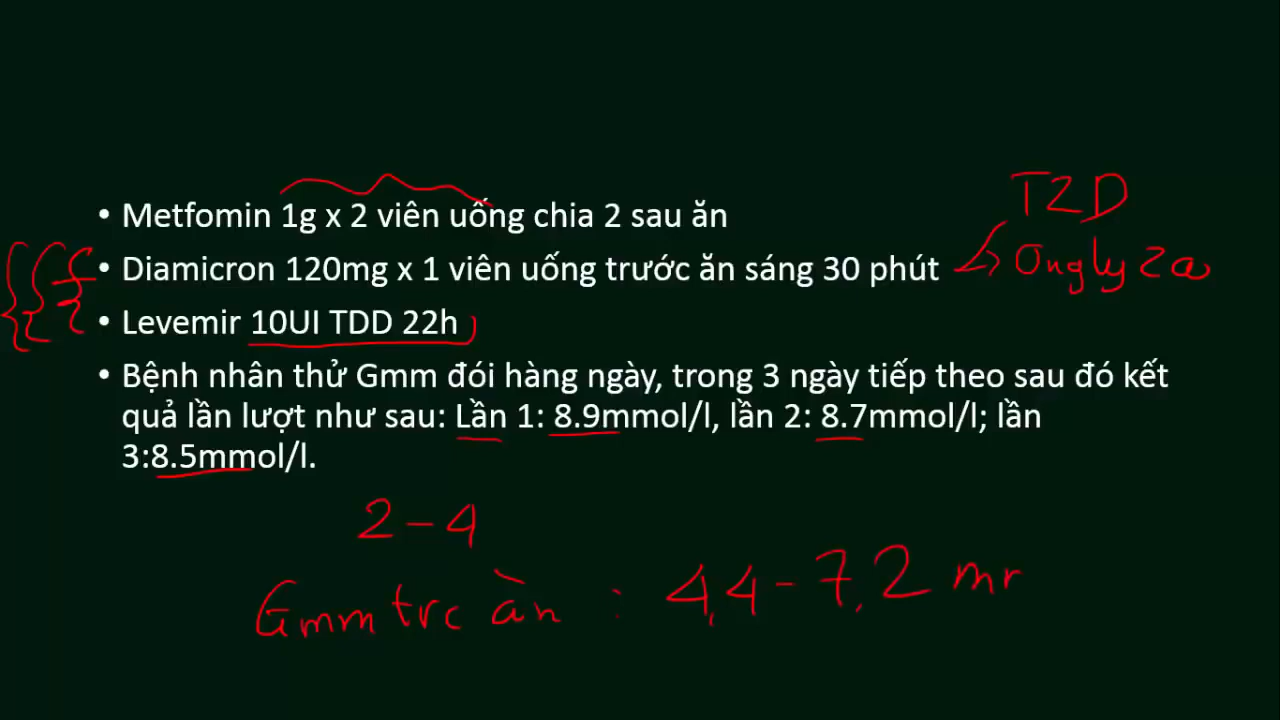 • Metfomin 1g x 2 viên uống chia 2 sau ăn
TZD
• Diamicron 120mg x 1 viên uống trước ăn sáng 30 phút
Onglyza
• Levemir 10UI TDD 22h
• Bệnh nhân thử Gmm đói hàng ngày, trong 3 ngày tiếp theo sau đó kết
quả lần lượt như sau: Lần 1: 8.9mmol/l, lần 2: 8.7mmol/l; lần
3:8.5mmol/l.
2-4
Gmm trc ăn : 4,4-7,2